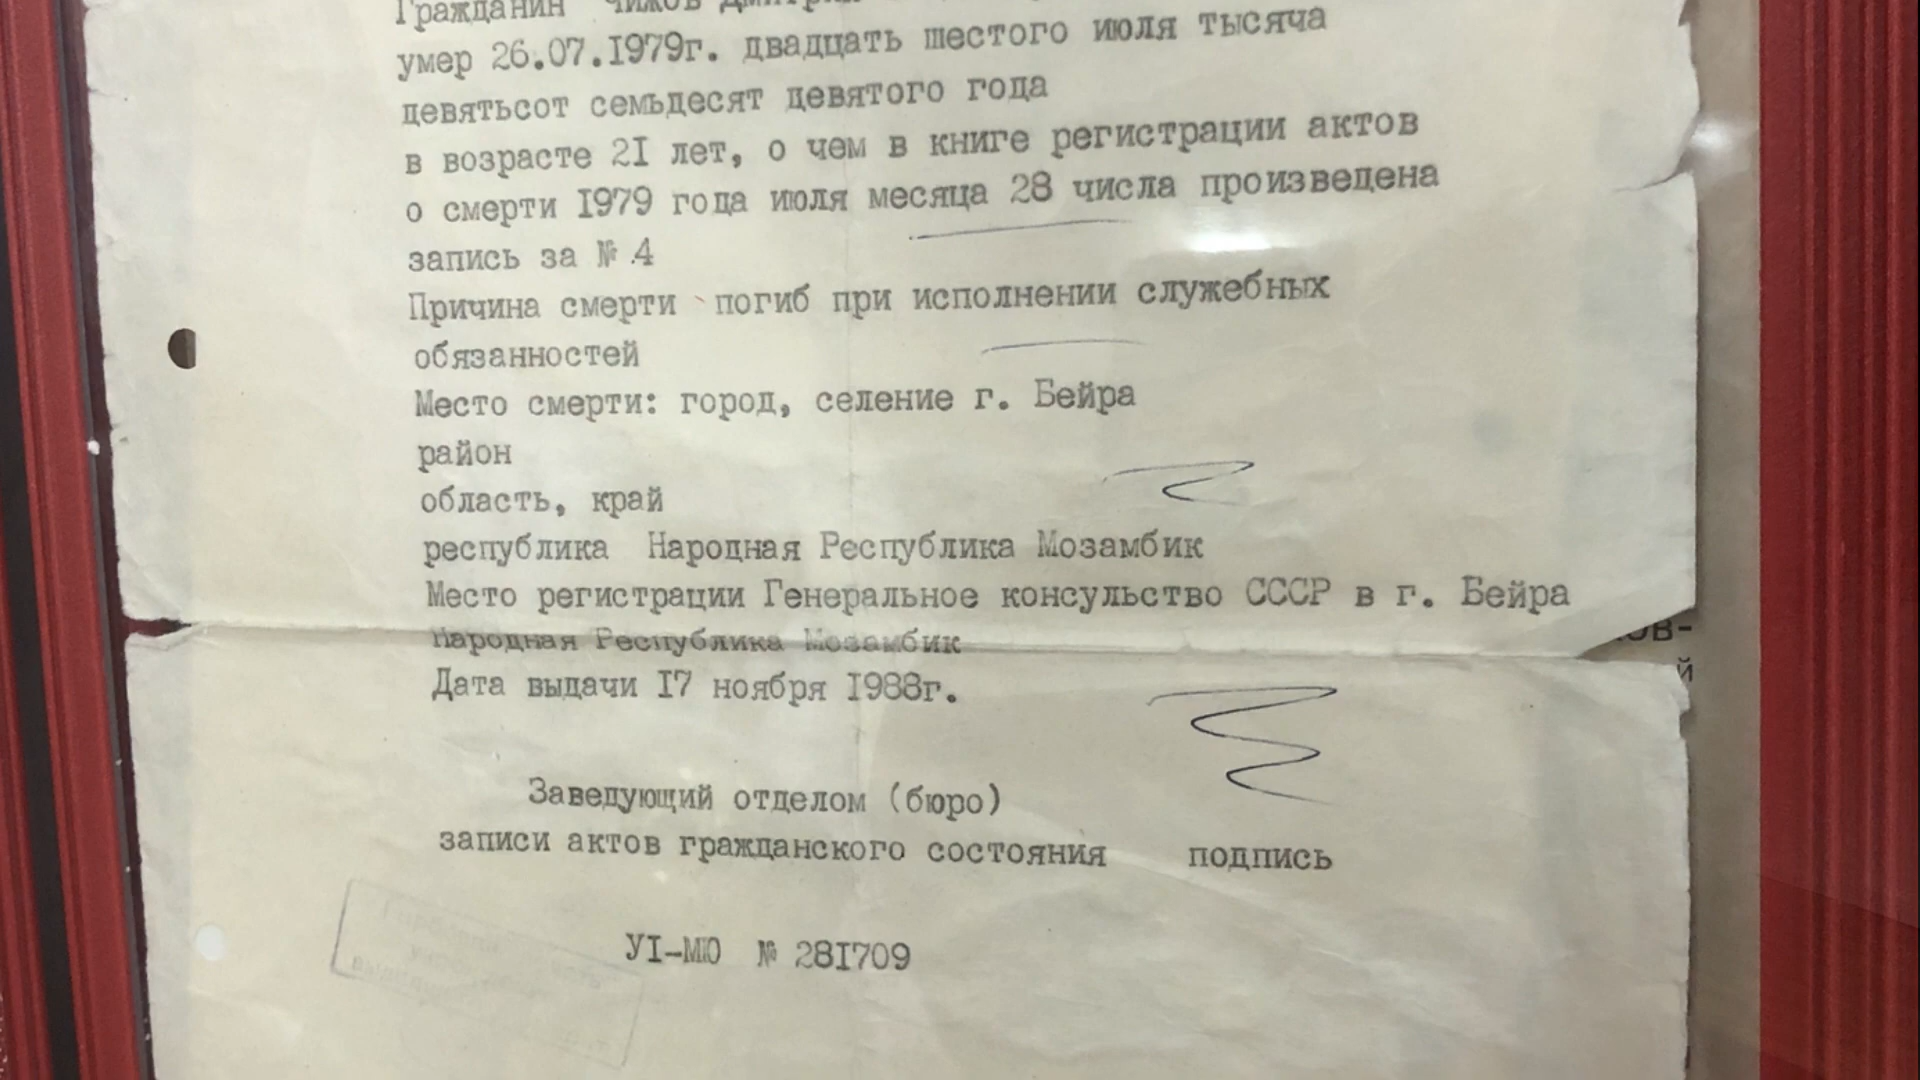 Гражданин Чижов Дмитрий
умер 26.07.1979г. двадцать шестого июля тысяча
девятьсот семьдесят девятого года
в возрасте 21 лет, о чем в книге регистрации актов
о смерти 1979 года июля месяца 28 числа произведена
запись за № 4
Причина смерти погиб при исполнении служебных
обязанностей
Место смерти: город, селение г. Бейра
район
область, край
республика Народная Республика Мозамбик
Место регистрации Генеральное консульство СССР в г. Бейра
Народная Республика Мозамбик
Дата выдачи 17 ноября 1988г.
Заведующий отделом (бюро)
записи актов гражданского состояния подпись
УI-МЮ № 281709